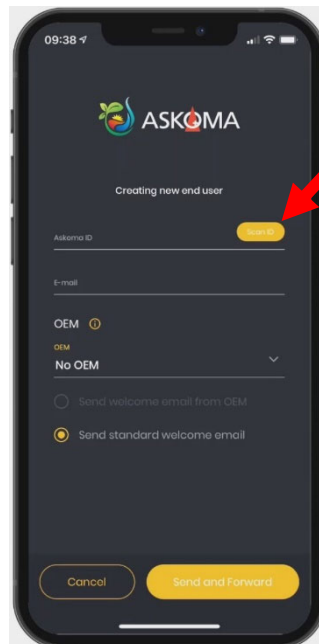 09:38
ASKOMA
Creating new end user
Askoma ID
Scan ID
E-mail
OEM
OEM
No OEM
Send welcome email from OEM
Send standard welcome email
Cancel
Send and Forward